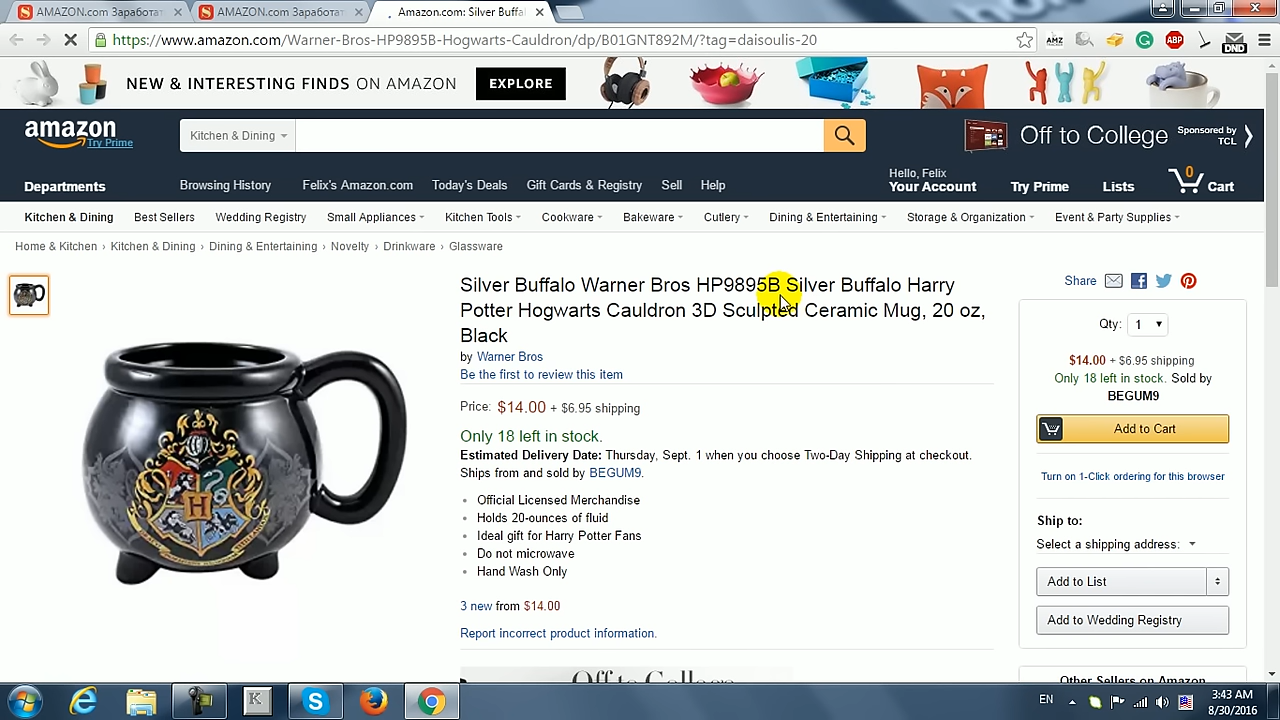 AMAZON.com Заработат
AMAZON.com Заработат
Amazon.com: Silver Buffal
https://www.amazon.com/Warner-Bros-HP9895B-Hogwarts-Cauldron/dp/B01GNT892M/?tag=daisoulis-20
AMZ
ABP
DND
NEW & INTERESTING FINDS ON AMAZON
EXPLORE
amazon
Try Prime
Kitchen & Dining
Off to College
Sponsored by
TCL
Departments
Browsing History
Felix's Amazon.com
Today's Deals
Gift Cards & Registry
Sell
Help
Hello, Felix
Your Account
Try Prime
Lists
0
Cart
Kitchen & Dining
Best Sellers
Wedding Registry
Small Appliances
Kitchen Tools
Cookware
Bakeware
Cutlery
Dining & Entertaining
Storage & Organization
Event & Party Supplies
Home & Kitchen › Kitchen & Dining › Dining & Entertaining › Novelty › Drinkware › Glassware
Silver Buffalo Warner Bros HP9895B Silver Buffalo Harry
Potter Hogwarts Cauldron 3D Sculpted Ceramic Mug, 20 oz,
Black
by Warner Bros
Be the first to review this item
Price: $14.00 + $6.95 shipping
Only 18 left in stock.
Estimated Delivery Date: Thursday, Sept. 1 when you choose Two-Day Shipping at checkout.
Ships from and sold by BEGUM9.
Official Licensed Merchandise
Holds 20-ounces of fluid
Ideal gift for Harry Potter Fans
Do not microwave
Hand Wash Only
3 new from $14.00
Report incorrect product information.
Off to College
H
Share
Qty: 1
$14.00 + $6.95 shipping
Only 18 left in stock. Sold by
BEGUM9
Add to Cart
Turn on 1-Click ordering for this browser
Ship to:
Select a shipping address:
Add to List
Add to Wedding Registry
Other Sellers on Amazon
K
EN
3:43 AM
8/30/2016